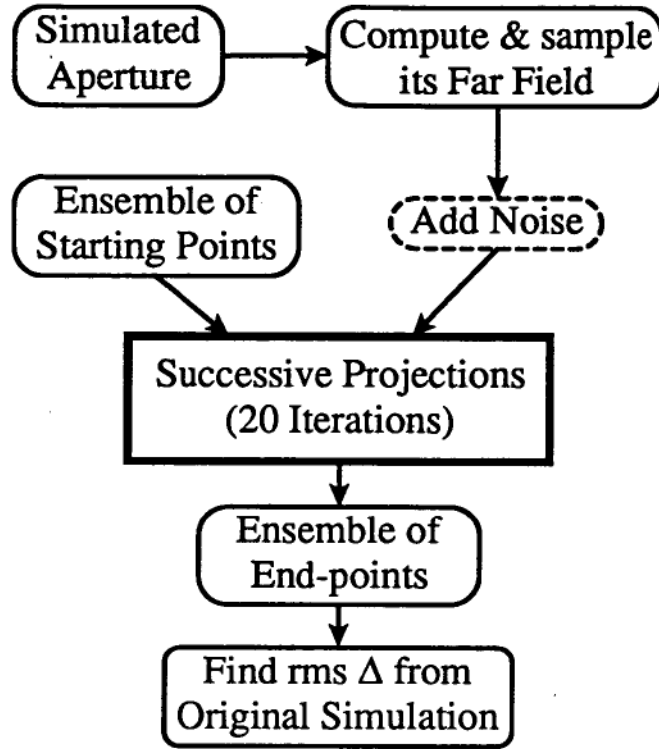 Simulated
Aperture
Compute & sample
its Far Field
Ensemble of
Starting Points
Add Noise
Successive Projections
(20 Iterations)
Ensemble of
End-points
Find rms Δ from
Original Simulation